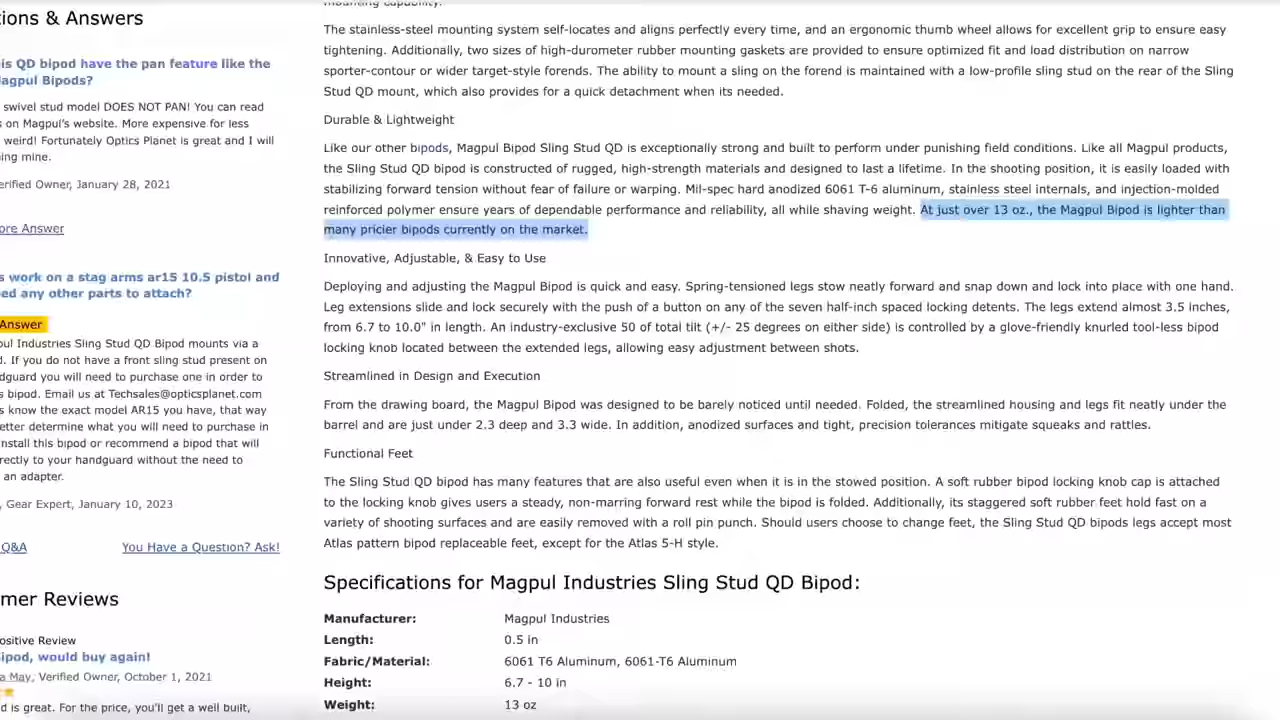 ions & Answers
is QD bipod have the pan feature like the
agpul Bipods?
swivel stud model DOES NOT PAN! You can read
s on Magpul’s website. More expensive for less
weird! Fortunately Optics Planet is great and I will
ing mine.
erified Owner, January 28, 2021
ore Answer
s work on a stag arms ar15 10.5 pistol and
ed any other parts to attach?
Answer
pul Industries Sling Stud QD Bipod mounts via a
d. If you do not have a front sling stud present on
dguard you will need to purchase one in order to
s bipod. Email us at Techsales@opticsplanet.com
s know the exact model AR15 you have, that way
etter determine what you will need to purchase in
nstall this bipod or recommend a bipod that will
rectly to your handguard without the need to
an adapter.
, Gear Expert, January 10, 2023
Q&A
You Have a Question? Ask!
mer Reviews
ositive Review
ipod, would buy again!
a May, Verified Owner, October 1, 2021
d is great. For the price, you’ll get a well built,
mounting capability.
The stainless-steel mounting system self-locates and aligns perfectly every time, and an ergonomic thumb wheel allows for excellent grip to ensure easy
tightening. Additionally, two sizes of high-durometer rubber mounting gaskets are provided to ensure optimized fit and load distribution on narrow
sporter-contour or wider target-style forends. The ability to mount a sling on the forend is maintained with a low-profile sling stud on the rear of the Sling
Stud QD mount, which also provides for a quick detachment when its needed.
Durable & Lightweight
Like our other bipods, Magpul Bipod Sling Stud QD is exceptionally strong and built to perform under punishing field conditions. Like all Magpul products,
the Sling Stud QD bipod is constructed of rugged, high-strength materials and designed to last a lifetime. In the shooting position, it is easily loaded with
stabilizing forward tension without fear of failure or warping. Mil-spec hard anodized 6061 T-6 aluminum, stainless steel internals, and injection-molded
reinforced polymer ensure years of dependable performance and reliability, all while shaving weight. At just over 13 oz., the Magpul Bipod is lighter than
many pricier bipods currently on the market.
Innovative, Adjustable, & Easy to Use
Deploying and adjusting the Magpul Bipod is quick and easy. Spring-tensioned legs stow neatly forward and snap down and lock into place with one hand.
Leg extensions slide and lock securely with the push of a button on any of the seven half-inch spaced locking detents. The legs extend almost 3.5 inches,
from 6.7 to 10.0" in length. An industry-exclusive 50 of total tilt (+/- 25 degrees on either side) is controlled by a glove-friendly knurled tool-less bipod
locking knob located between the extended legs, allowing easy adjustment between shots.
Streamlined in Design and Execution
From the drawing board, the Magpul Bipod was designed to be barely noticed until needed. Folded, the streamlined housing and legs fit neatly under the
barrel and are just under 2.3 deep and 3.3 wide. In addition, anodized surfaces and tight, precision tolerances mitigate squeaks and rattles.
Functional Feet
The Sling Stud QD bipod has many features that are also useful even when it is in the stowed position. A soft rubber bipod locking knob cap is attached
to the locking knob gives users a steady, non-marring forward rest while the bipod is folded. Additionally, its staggered soft rubber feet hold fast on a
variety of shooting surfaces and are easily removed with a roll pin punch. Should users choose to change feet, the Sling Stud QD bipods legs accept most
Atlas pattern bipod replaceable feet, except for the Atlas 5-H style.
Specifications for Magpul Industries Sling Stud QD Bipod:
Manufacturer: Magpul Industries
Length: 0.5 in
Fabric/Material: 6061 T6 Aluminum, 6061-T6 Aluminum
Height: 6.7 - 10 in
Weight: 13 oz